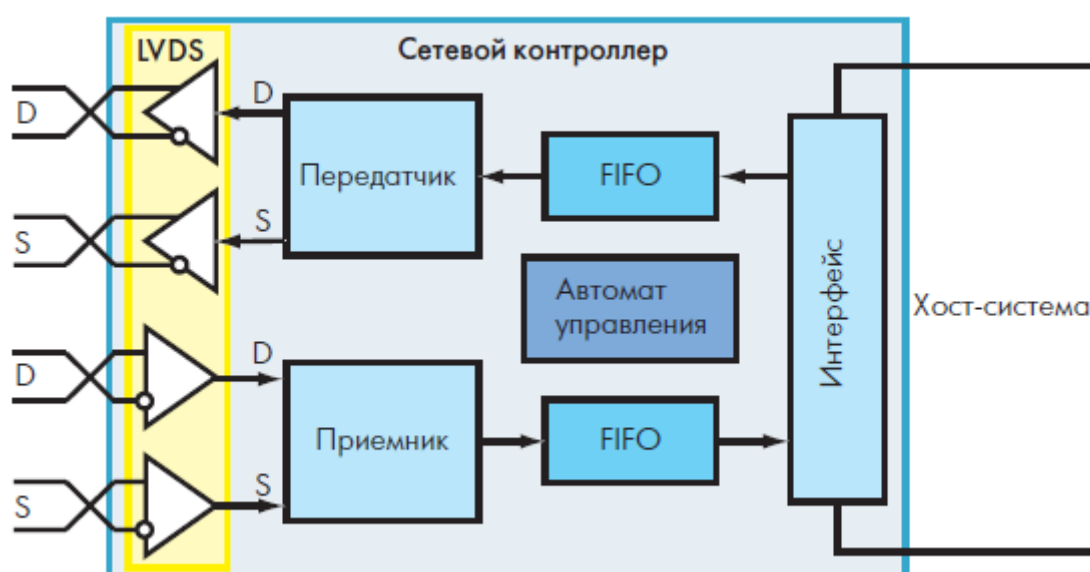 LVDS
Сетевой контроллер
D
D
Передатчик
FIFO
S
S
Автомат
управления
Интерфейс
Хост-система
D
D
Приемник
FIFO
S
S